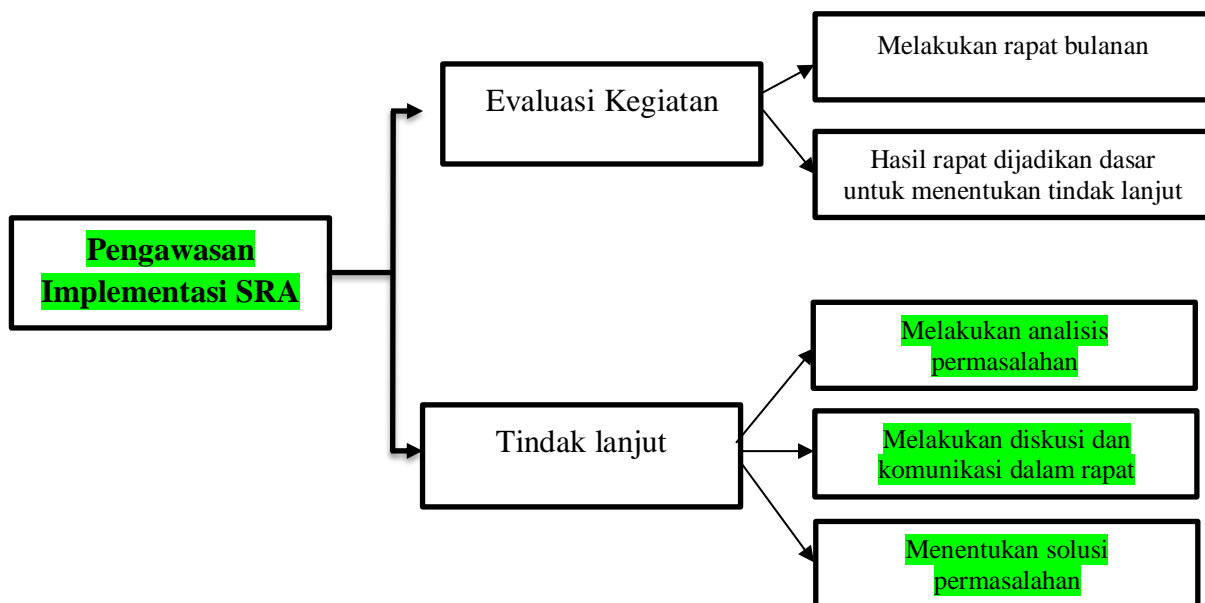 Melakukan rapat bulanan
Evaluasi Kegiatan
Hasil rapat dijadikan dasar
untuk menentukan tindak lanjut
Pengawasan
Implementasi SRA
Melakukan analisis
permasalahan
Tindak lanjut
Melakukan diskusi dan
komunikasi dalam rapat
Menentukan solusi
permasalahan